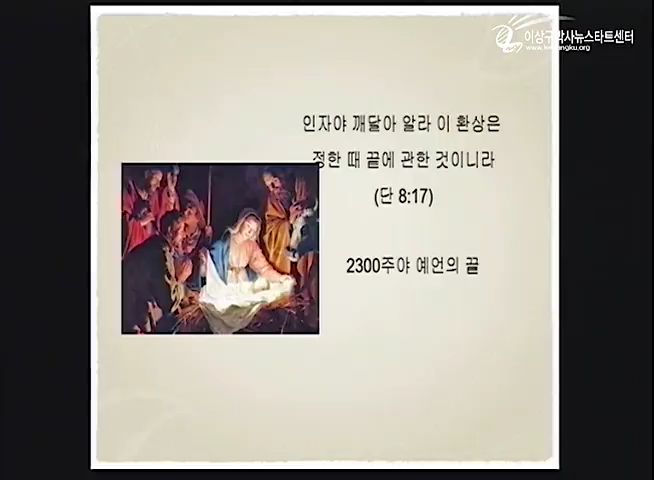 이상구박사뉴스타트센터
인자야 깨달아 알라 이 환상은
정한 때 끝에 관한 것이니라
(단 8:17)
2300주야 예언의 끝